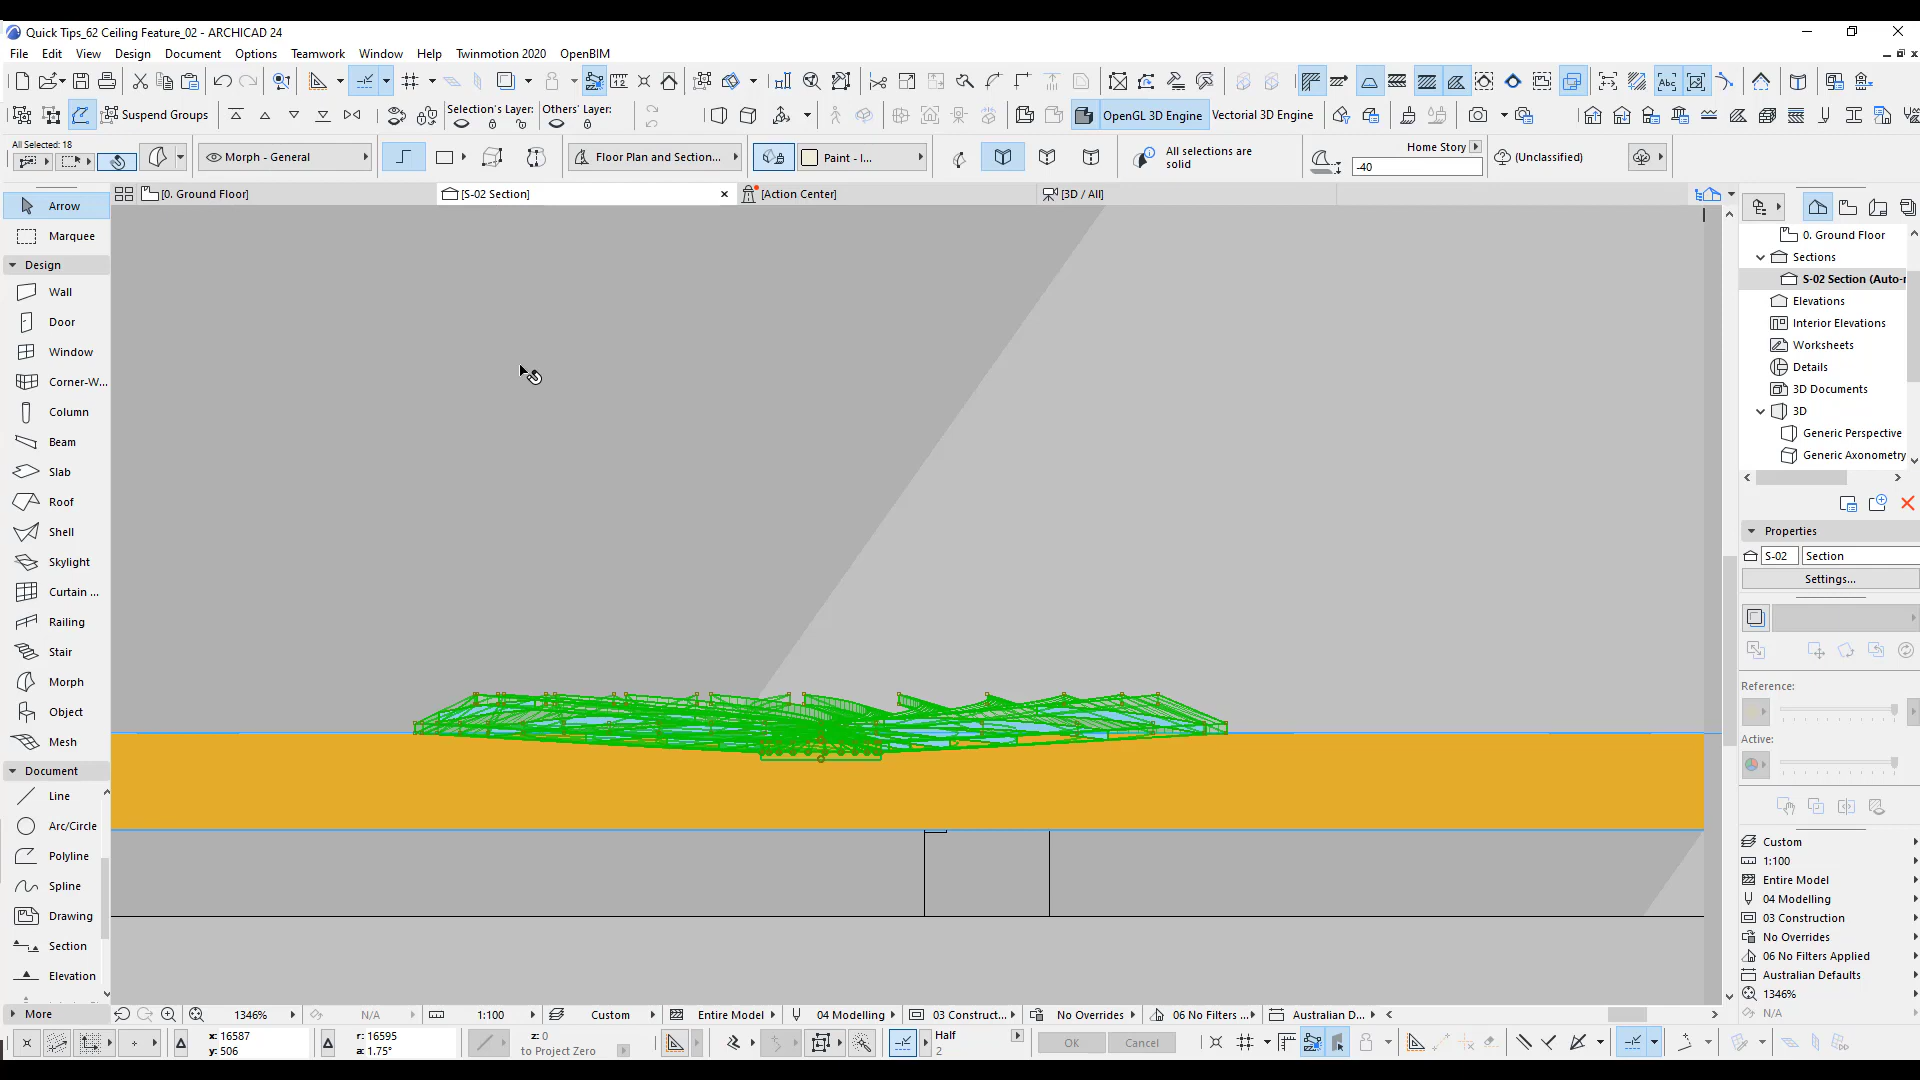 Quick Tips_62 Ceiling Feature_02 - ARCHICAD 24
File Edit View Design Document Options Teamwork Window Help Twinmotion 2020 OpenBIM
Suspend Groups
Selection's Layer: Others' Layer:
OpenGL 3D Engine Vectorial 3D Engine
All Selected: 18
Morph - General
Floor Plan and Section...
Paint - I...
All selections are
solid
Home Story
-40
(Unclassified)
[0. Ground Floor]
[S-02 Section]
[Action Center]
[3D / All]
Arrow
Marquee
Design
Wall
Door
Window
Corner-W...
Column
Beam
Slab
Roof
Shell
Skylight
Curtain ...
Railing
Stair
Morph
Object
Mesh
Document
Line
Arc/Circle
Polyline
Spline
Drawing
Section
Elevation
More
0. Ground Floor
Sections
S-02 Section (Auto-r
Elevations
Interior Elevations
Worksheets
Details
3D Documents
3D
Generic Perspective
Generic Axonometry
Properties
S-02 Section
Settings...
Reference:
Active:
Custom
1:100
Entire Model
04 Modelling
03 Construction
No Overrides
06 No Filters Applied
Australian Defaults
1346%
N/A
1346% N/A 1:100 Custom Entire Model 04 Modelling 03 Construct... No Overrides 06 No Filters ... Australian D...
x: 16587
y: 506
r: 16595
a: 1.75°
z: 0
to Project Zero
Half
2
OK Cancel